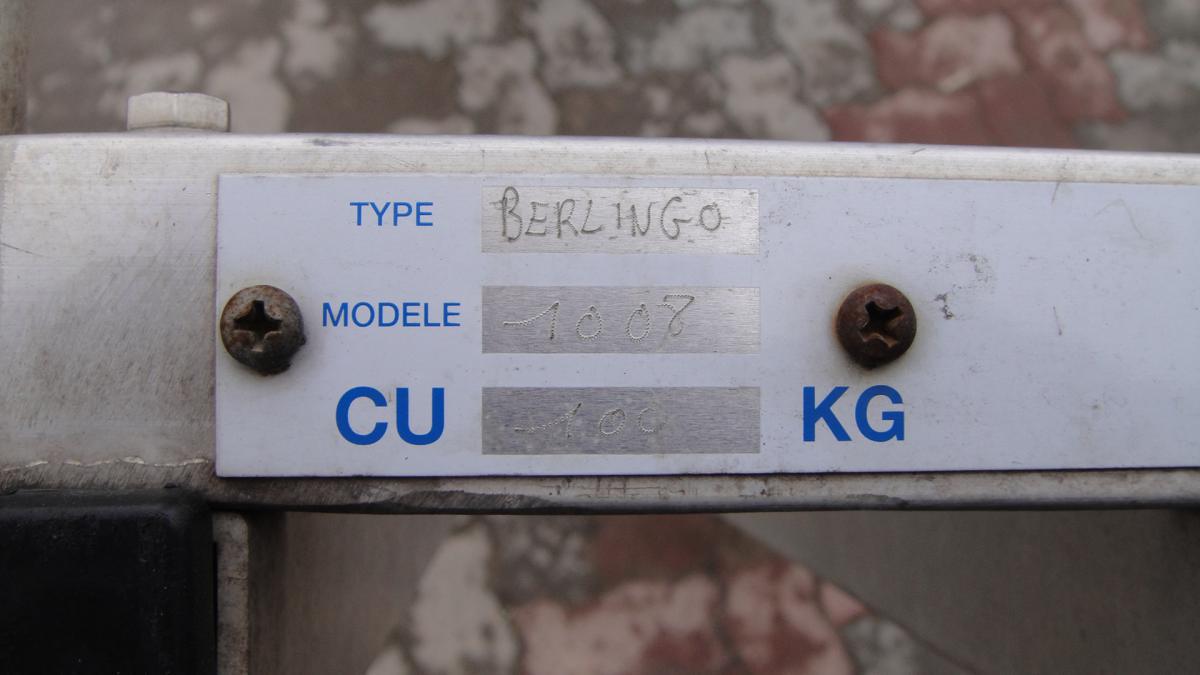 TYPE BERLINGO
MODELE 1008
CU 100 KG